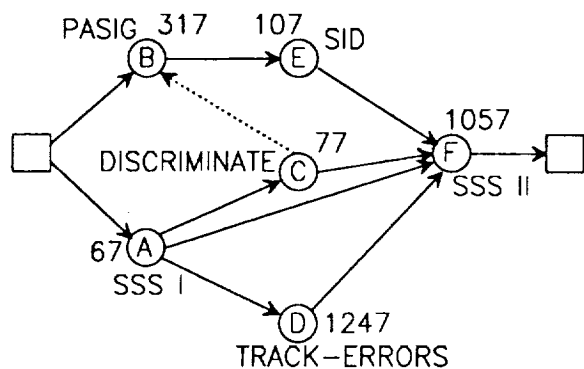 PASIG 317 107 SID
B E
1057
77
DISCRIMINATE C F
SSS II
67 A
SSS I
D 1247
TRACK-ERRORS